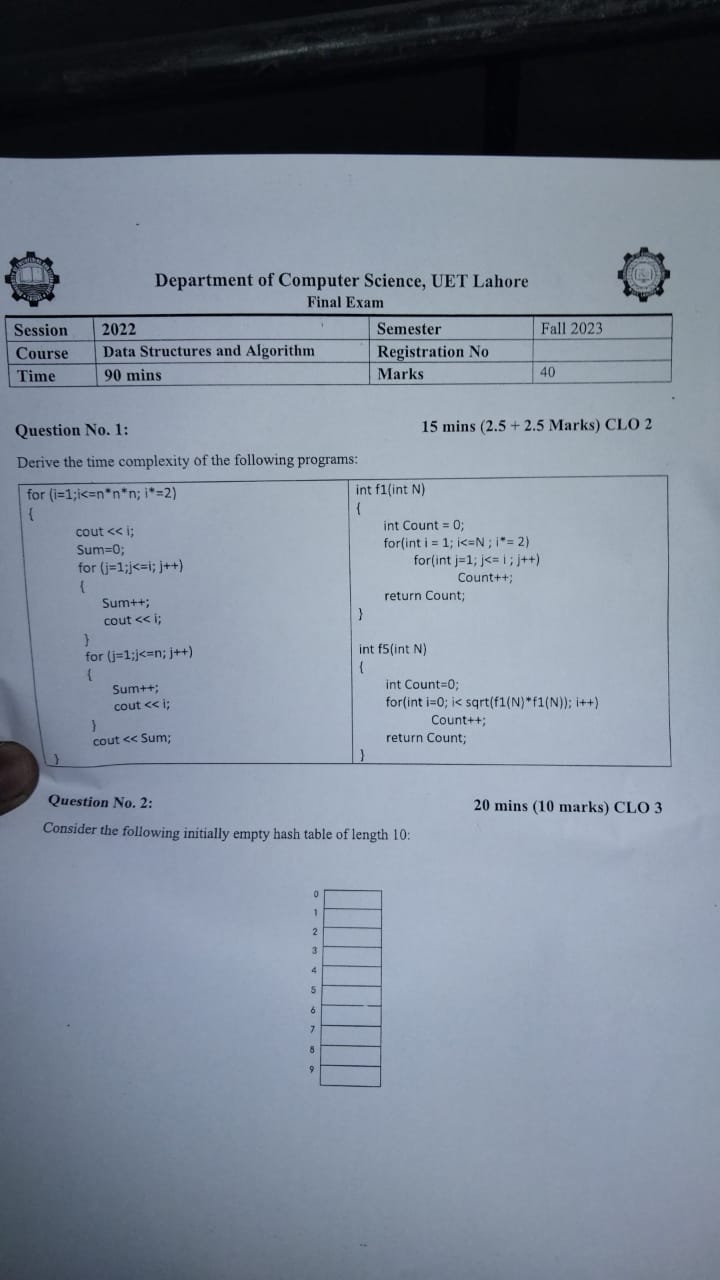 Department of Computer Science, UET Lahore
Final Exam
Session 2022 Semester Fall 2023
Course Data Structures and Algorithm Registration No
Time 90 mins Marks 40
Question No. 1: 15 mins (2.5 + 2.5 Marks) CLO 2
Derive the time complexity of the following programs:
for (i=1;i<=n*n*n; i*=2)
{
cout << i;
Sum=0;
for (j=1;j<=i; j++)
{
Sum++;
cout << i;
}
for (j=1;j<=n; j++)
{
Sum++;
cout << i;
}
cout << Sum;
}
int f1(int N)
{
int Count = 0;
for(int i = 1; i<=N ; i*= 2)
for(int j=1; j<= i ; j++)
Count++;
return Count;
}
int f5(int N)
{
int Count=0;
for(int i=0; i< sqrt(f1(N)*f1(N)); i++)
Count++;
return Count;
}
Question No. 2: 20 mins (10 marks) CLO 3
Consider the following initially empty hash table of length 10:
0
1
2
3
4
5
6
7
8
9